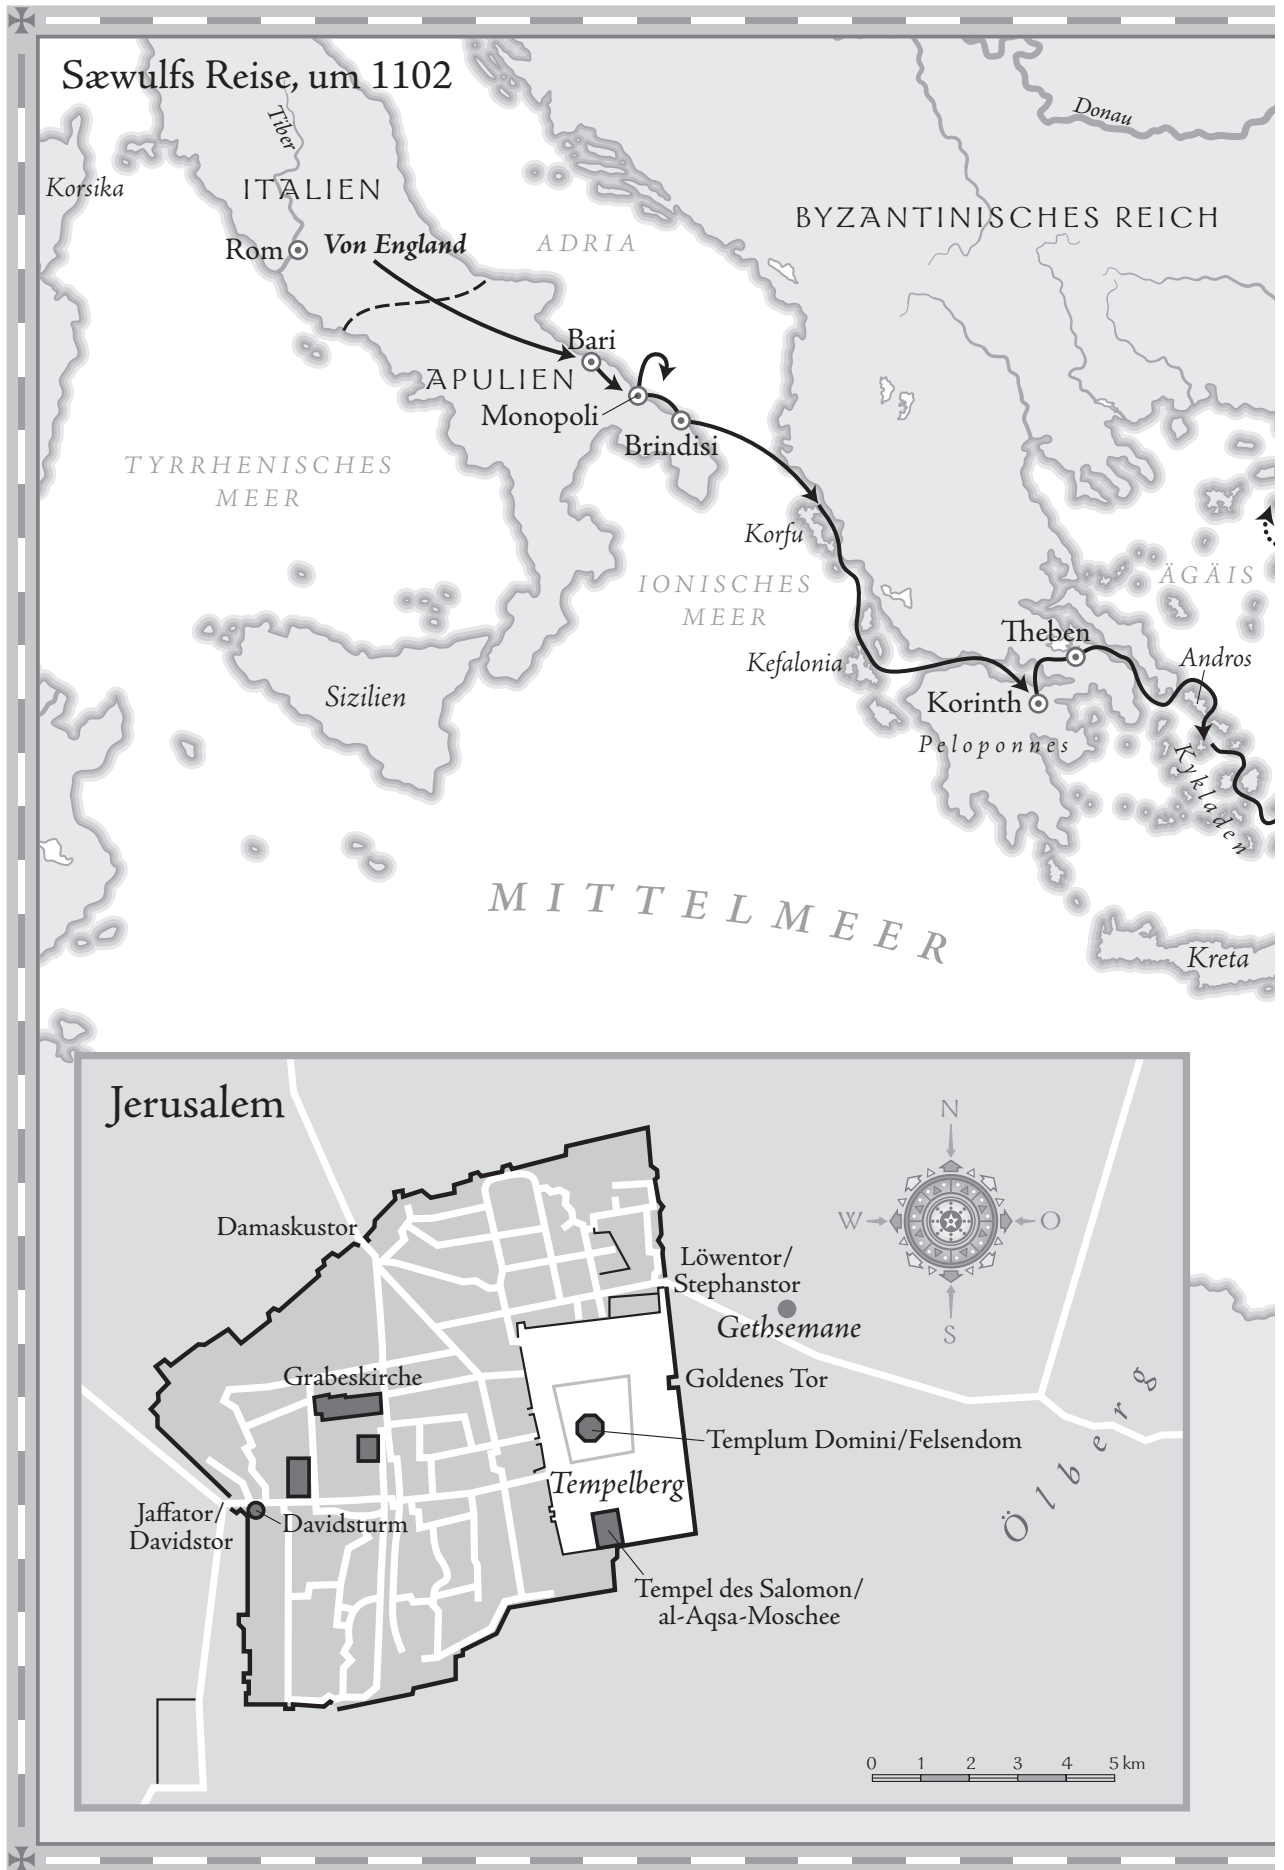 Sæwulfs Reise, um 1102
Donau
Tiber
Korsika
ITALIEN
BYZANTINISCHES REICH
Rom
Von England
ADRIA
Bari
APULIEN
Monopoli
Brindisi
TYRRHENISCHES
MEER
Korfu
IONISCHES
MEER
ÄGÄIS
Theben
Kefalonia
Andros
Sizilien
Korinth
Peloponnes
Kykladen
MITTELMEER
Kreta
Jerusalem
N
W
O
S
Damaskustor
Löwentor/
Stephanstor
Gethsemane
Grabeskirche
Goldenes Tor
Templum Domini/Felsendom
Tempelberg
Ölberg
Jaffator/
Davidstor
Davidsturm
Tempel des Salomon/
al-Aqsa-Moschee
0 1 2 3 4 5 km